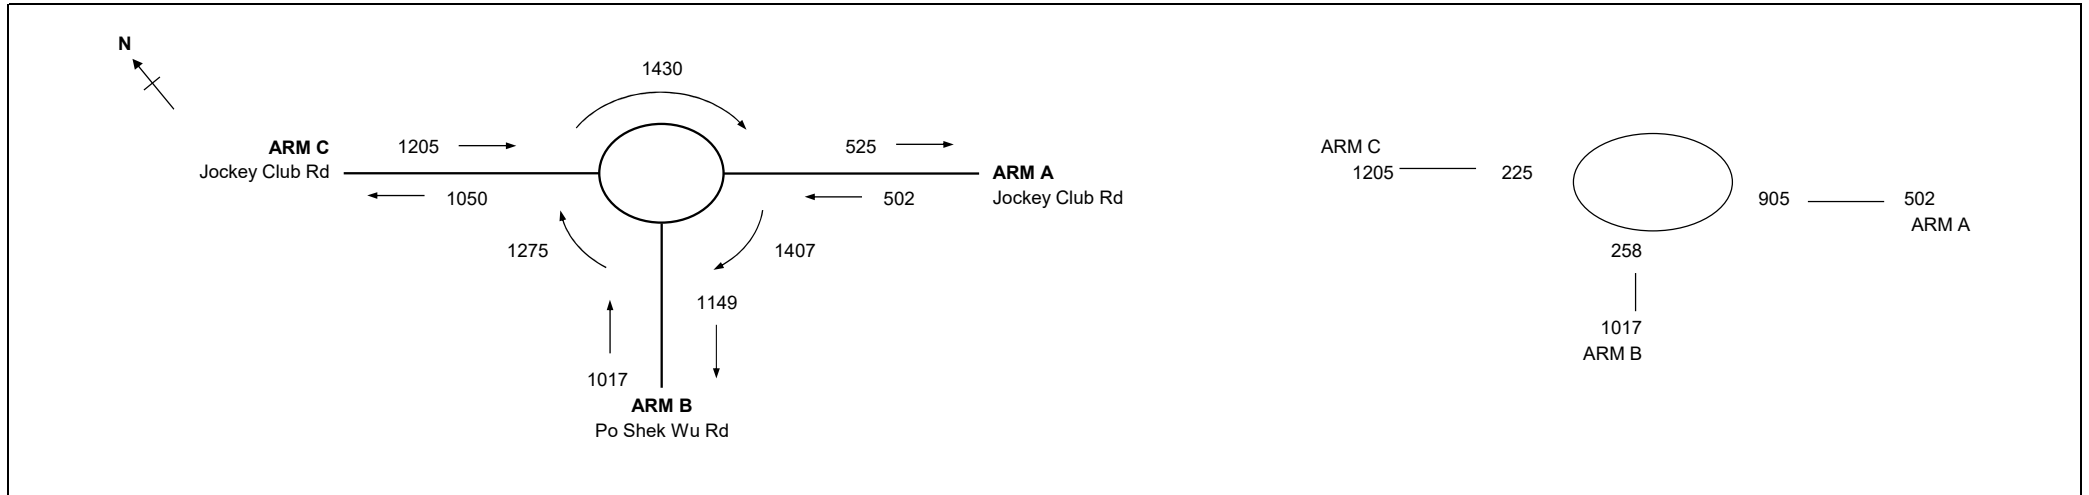 N
1430
ARM C
1205
525
Jockey Club Rd
ARM A
1050
502
Jockey Club Rd
1275
1407
1149
1017
ARM B
Po Shek Wu Rd
ARM C
1205
225
905
502
ARM A
258
1017
ARM B